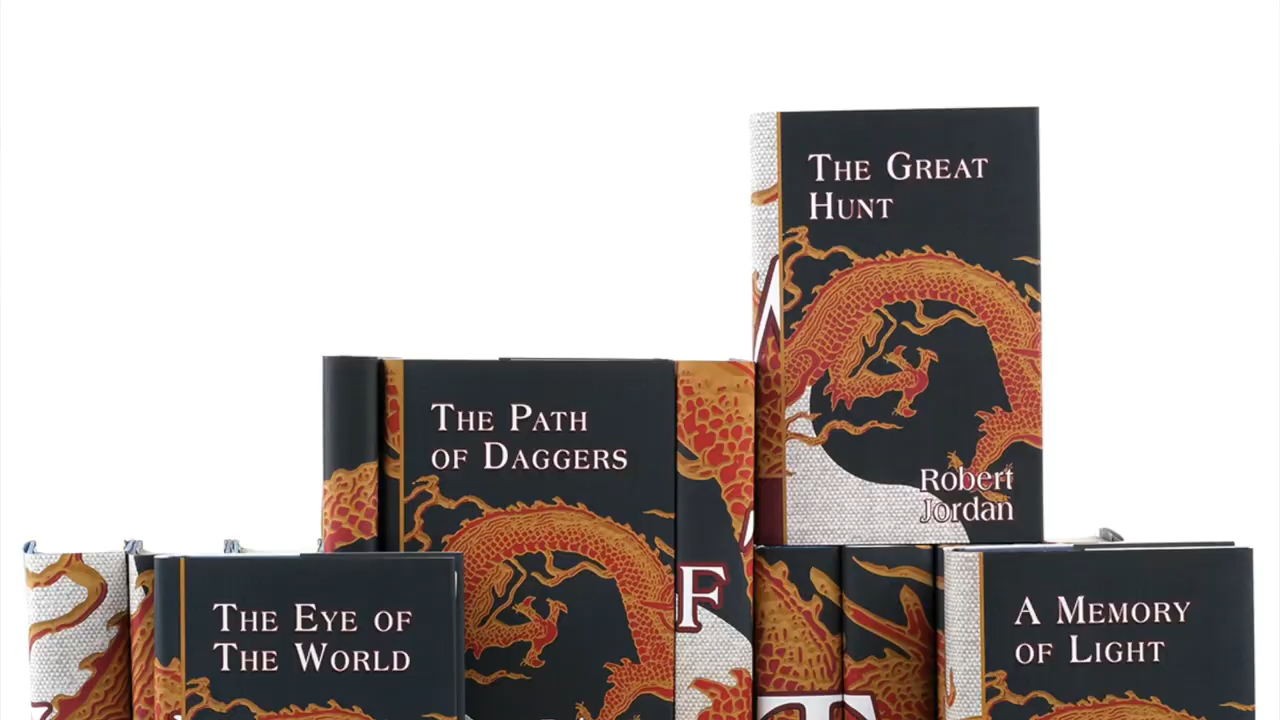 The Great
Hunt
Robert
Jordan
The Path
of Daggers
F
The Eye of
The World
T
A Memory
of Light